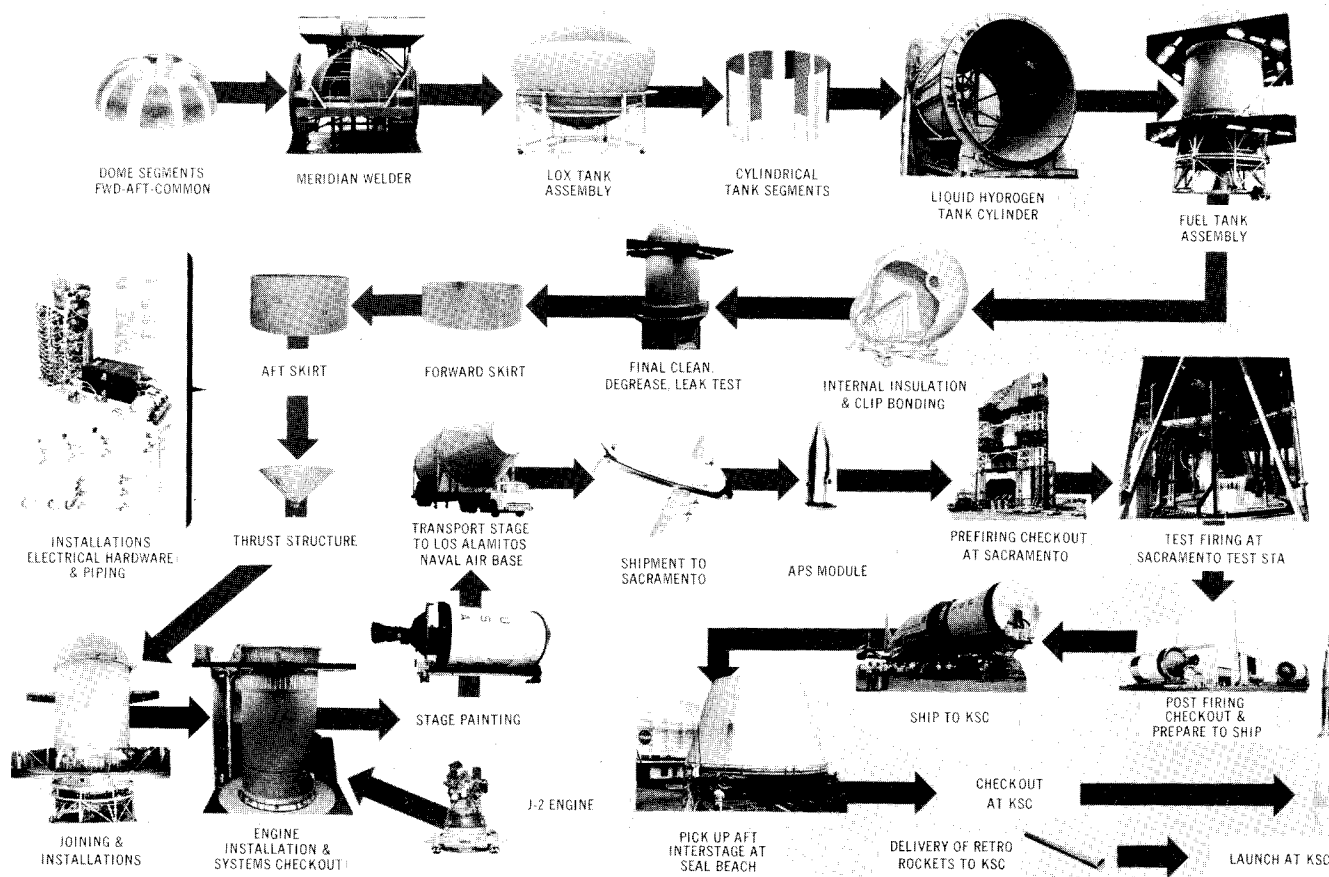 DOME SEGMENTS
FWD-AFT-COMMON
MERIDIAN WELDER
LOX TANK
ASSEMBLY
CYLINDRICAL
TANK SEGMENTS
LIQUID HYDROGEN
TANK CYLINDER
FUEL TANK
ASSEMBLY
INTERNAL INSULATION
& CLIP BONDING
FINAL CLEAN,
DEGREASE, LEAK TEST
FORWARD SKIRT
AFT SKIRT
THRUST STRUCTURE
INSTALLATIONS
ELECTRICAL HARDWARE
& PIPING
JOINING &
INSTALLATIONS
ENGINE
INSTALLATION &
SYSTEMS CHECKOUT
J-2 ENGINE
STAGE PAINTING
USA
TRANSPORT STAGE
TO LOS ALAMITOS
NAVAL AIR BASE
SHIPMENT TO
SACRAMENTO
APS MODULE
PREFIRING CHECKOUT
AT SACRAMENTO
TEST FIRING AT
SACRAMENTO TEST STA
POST FIRING
CHECKOUT &
PREPARE TO SHIP
SHIP TO KSC
PICK UP AFT
INTERSTAGE AT
SEAL BEACH
CHECKOUT
AT KSC
DELIVERY OF RETRO
ROCKETS TO KSC
LAUNCH AT KSC